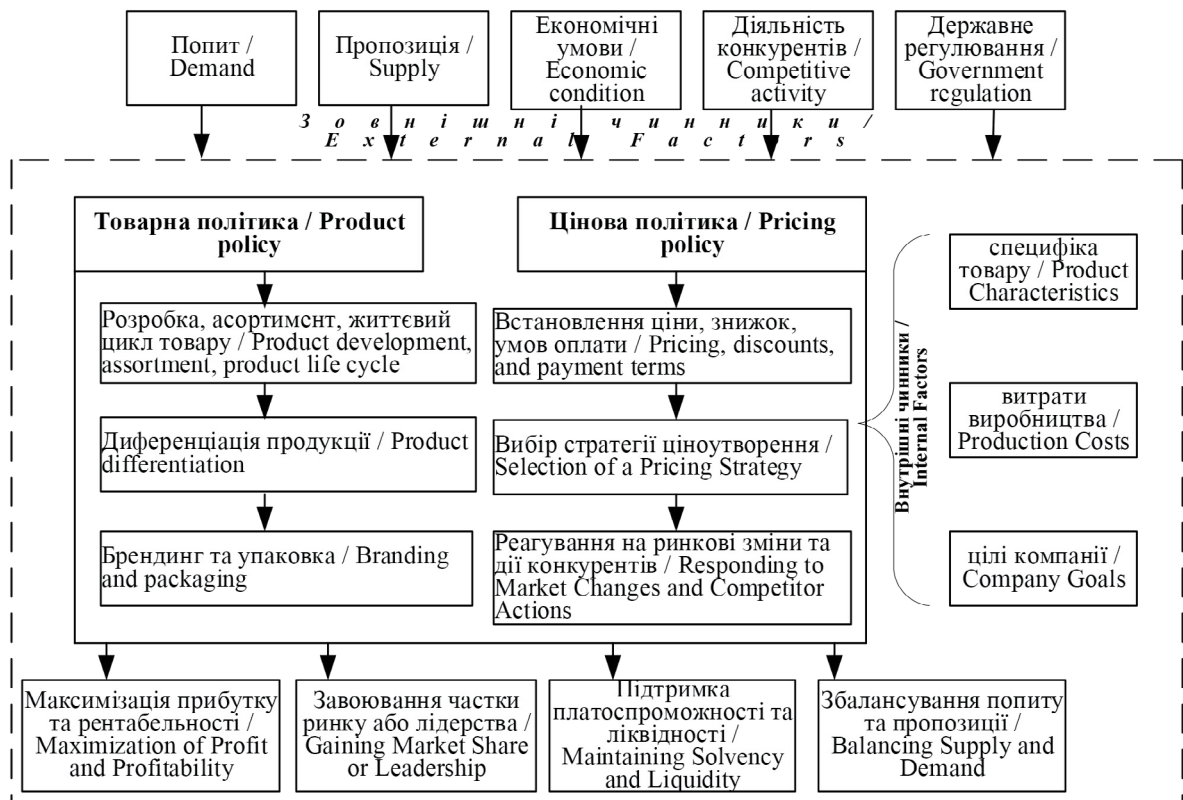 Попит /
Demand
Пропозиція /
Supply
Економічні
умови /
Economic
condition
Діяльність
конкурентів /
Competitive
activity
Державне
регулювання /
Government
regulation
Зовнішні чинники /
External Factors
Товарна політика / Product
policy
Цінова політика / Pricing
policy
Розробка, асортимент, життєвий
цикл товару / Product development,
assortment, product life cycle
Встановлення ціни, знижок,
умов оплати / Pricing, discounts,
and payment terms
Диференціація продукції / Product
differentiation
Вибір стратегії ціноутворення /
Selection of a Pricing Strategy
Брендинг та упаковка / Branding
and packaging
Реагування на ринкові зміни та
дії конкурентів / Responding to
Market Changes and Competitor
Actions
Внутрішні чинники /
Internal Factors
специфіка
товару / Product
Characteristics
витрати
виробництва /
Production Costs
цілі компанії /
Company Goals
Максимізація прибутку
та рентабельності /
Maximization of Profit
and Profitability
Завоювання частки
ринку або лідерства /
Gaining Market Share
or Leadership
Підтримка
платоспроможності та
ліквідності /
Maintaining Solvency
and Liquidity
Збалансування попиту
та пропозиції /
Balancing Supply and
Demand